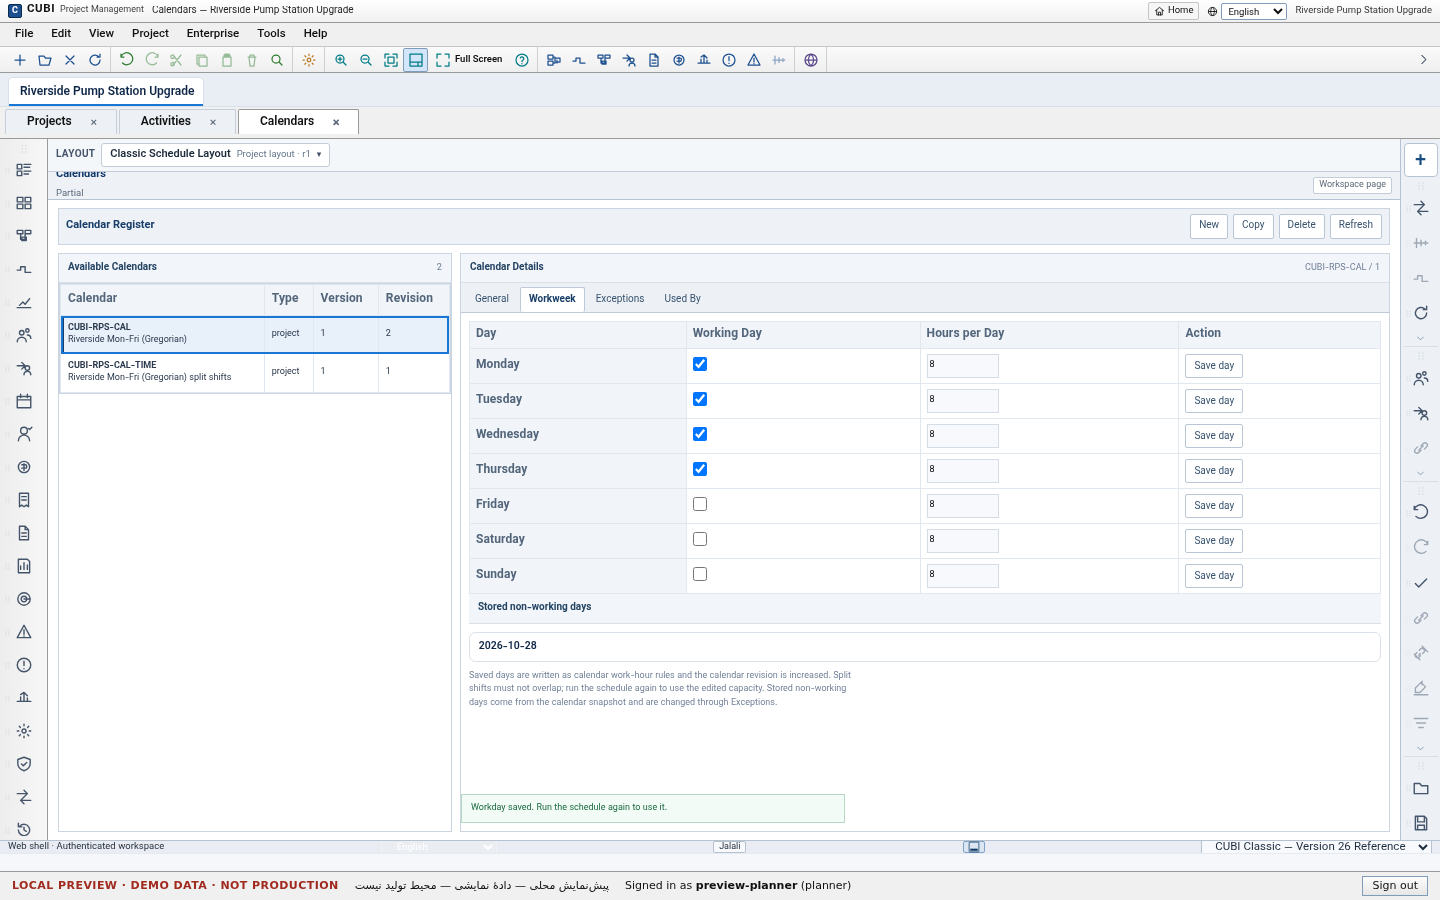 C CUBI Project Management Calendars — Riverside Pump Station Upgrade Home English Riverside Pump Station Upgrade
File Edit View Project Enterprise Tools Help
Full Screen
Riverside Pump Station Upgrade
Projects × Activities × Calendars ×
LAYOUT Classic Schedule Layout Project layout · r1
Calendars
Partial Workspace page
Calendar Register New Copy Delete Refresh
Available Calendars 2
Calendar Type Version Revision
CUBI-RPS-CAL
Riverside Mon-Fri (Gregorian) project 1 2
CUBI-RPS-CAL-TIME
Riverside Mon-Fri (Gregorian) split shifts project 1 1
Calendar Details CUBI-RPS-CAL / 1
General Workweek Exceptions Used By
Day Working Day Hours per Day Action
Monday 8 Save day
Tuesday 8 Save day
Wednesday 8 Save day
Thursday 8 Save day
Friday 8 Save day
Saturday 8 Save day
Sunday 8 Save day
Stored non-working days
2026-10-28
Saved days are written as calendar work-hour rules and the calendar revision is increased. Split
shifts must not overlap; run the schedule again to use the edited capacity. Stored non-working
days come from the calendar snapshot and are changed through Exceptions.
Workday saved. Run the schedule again to use it.
Web shell · Authenticated workspace English Jalali CUBI Classic — Version 26 Reference
LOCAL PREVIEW · DEMO DATA · NOT PRODUCTION پیش‌نمایش محلی — دادهٔ نمایشی — محیط تولید نیست Signed in as preview-planner (planner) Sign out